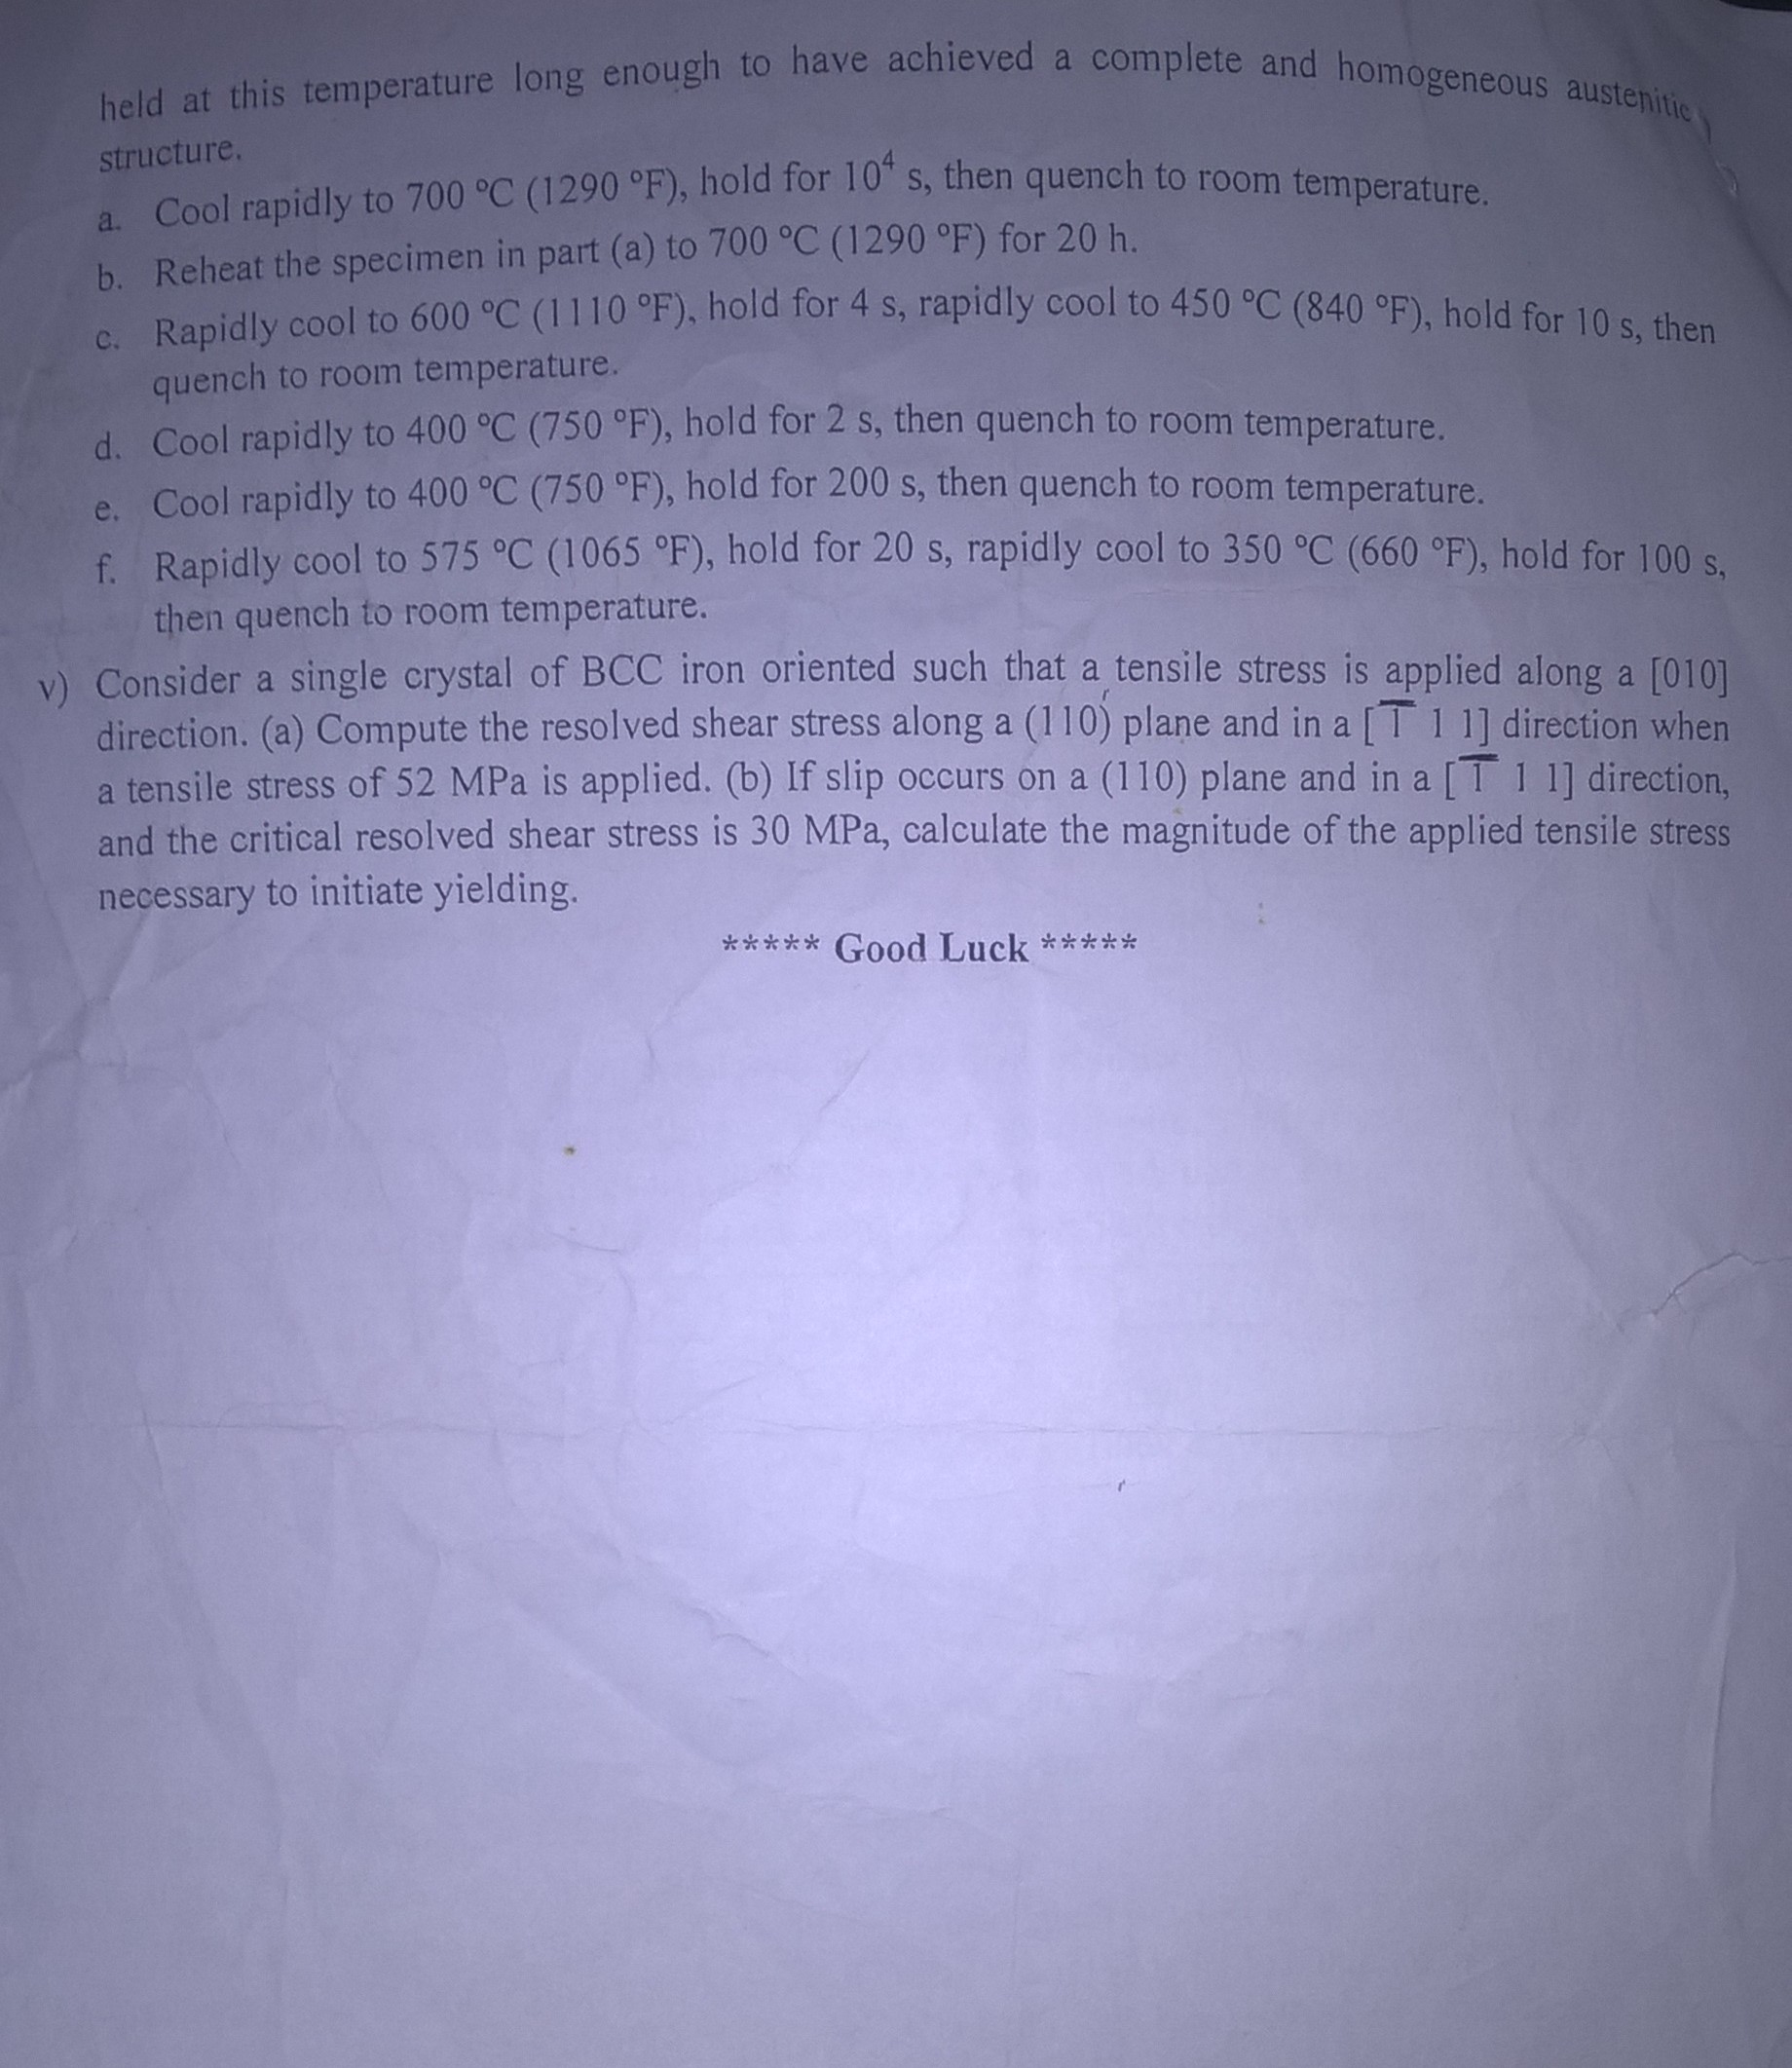 held at this temperature long enough to have achieved a complete and homogeneous austenitic
structure.
a. Cool rapidly to 700 °C (1290 °F), hold for 10⁴ s, then quench to room temperature.
b. Reheat the specimen in part (a) to 700 °C (1290 °F) for 20 h.
c. Rapidly cool to 600 °C (1110 °F), hold for 4 s, rapidly cool to 450 °C (840 °F), hold for 10 s, then
quench to room temperature.
d. Cool rapidly to 400 °C (750 °F), hold for 2 s, then quench to room temperature.
e. Cool rapidly to 400 °C (750 °F), hold for 200 s, then quench to room temperature.
f. Rapidly cool to 575 °C (1065 °F), hold for 20 s, rapidly cool to 350 °C (660 °F), hold for 100 s,
then quench to room temperature.
v) Consider a single crystal of BCC iron oriented such that a tensile stress is applied along a [010]
direction. (a) Compute the resolved shear stress along a (110) plane and in a [1̅ 1 1] direction when
a tensile stress of 52 MPa is applied. (b) If slip occurs on a (110) plane and in a [1̅ 1 1] direction,
and the critical resolved shear stress is 30 MPa, calculate the magnitude of the applied tensile stress
necessary to initiate yielding.
***** Good Luck *****